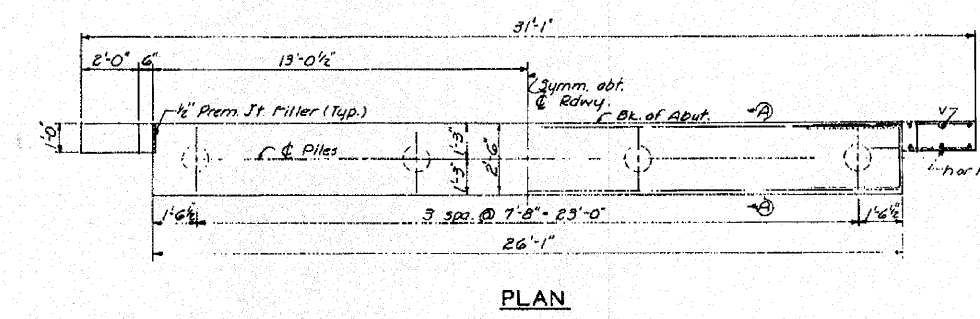 31'-1"
2'-0" 6" 13'-0½"
Symm. abt.
℄ Rdwy.
½" Prem. Jt. Filler (Typ.)
Bk. of Abut.
A
V
1'-0"
℄ Piles
1'-3" 1'-3"
2'-6"
h or
1'-6½" 3 spa. @ 7'-8" = 23'-0" 1'-6½"
A
26'-1"
PLAN